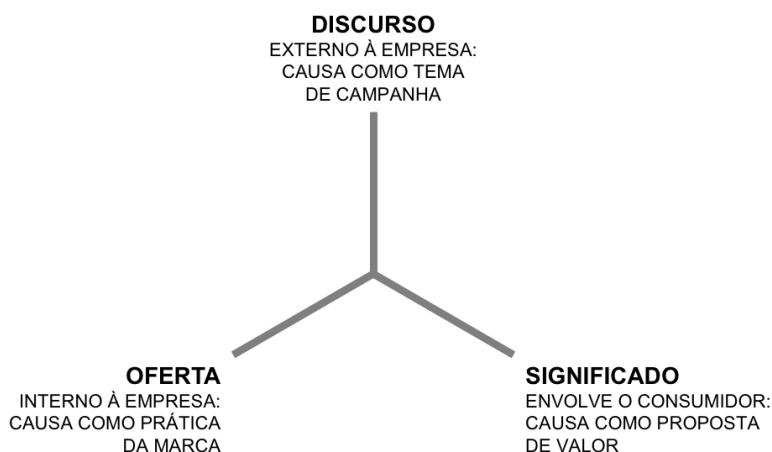 DISCURSO
EXTERNO À EMPRESA:
CAUSA COMO TEMA
DE CAMPANHA
OFERTA
INTERNO À EMPRESA:
CAUSA COMO PRÁTICA
DA MARCA
SIGNIFICADO
ENVOLVE O CONSUMIDOR:
CAUSA COMO PROPOSTA
DE VALOR